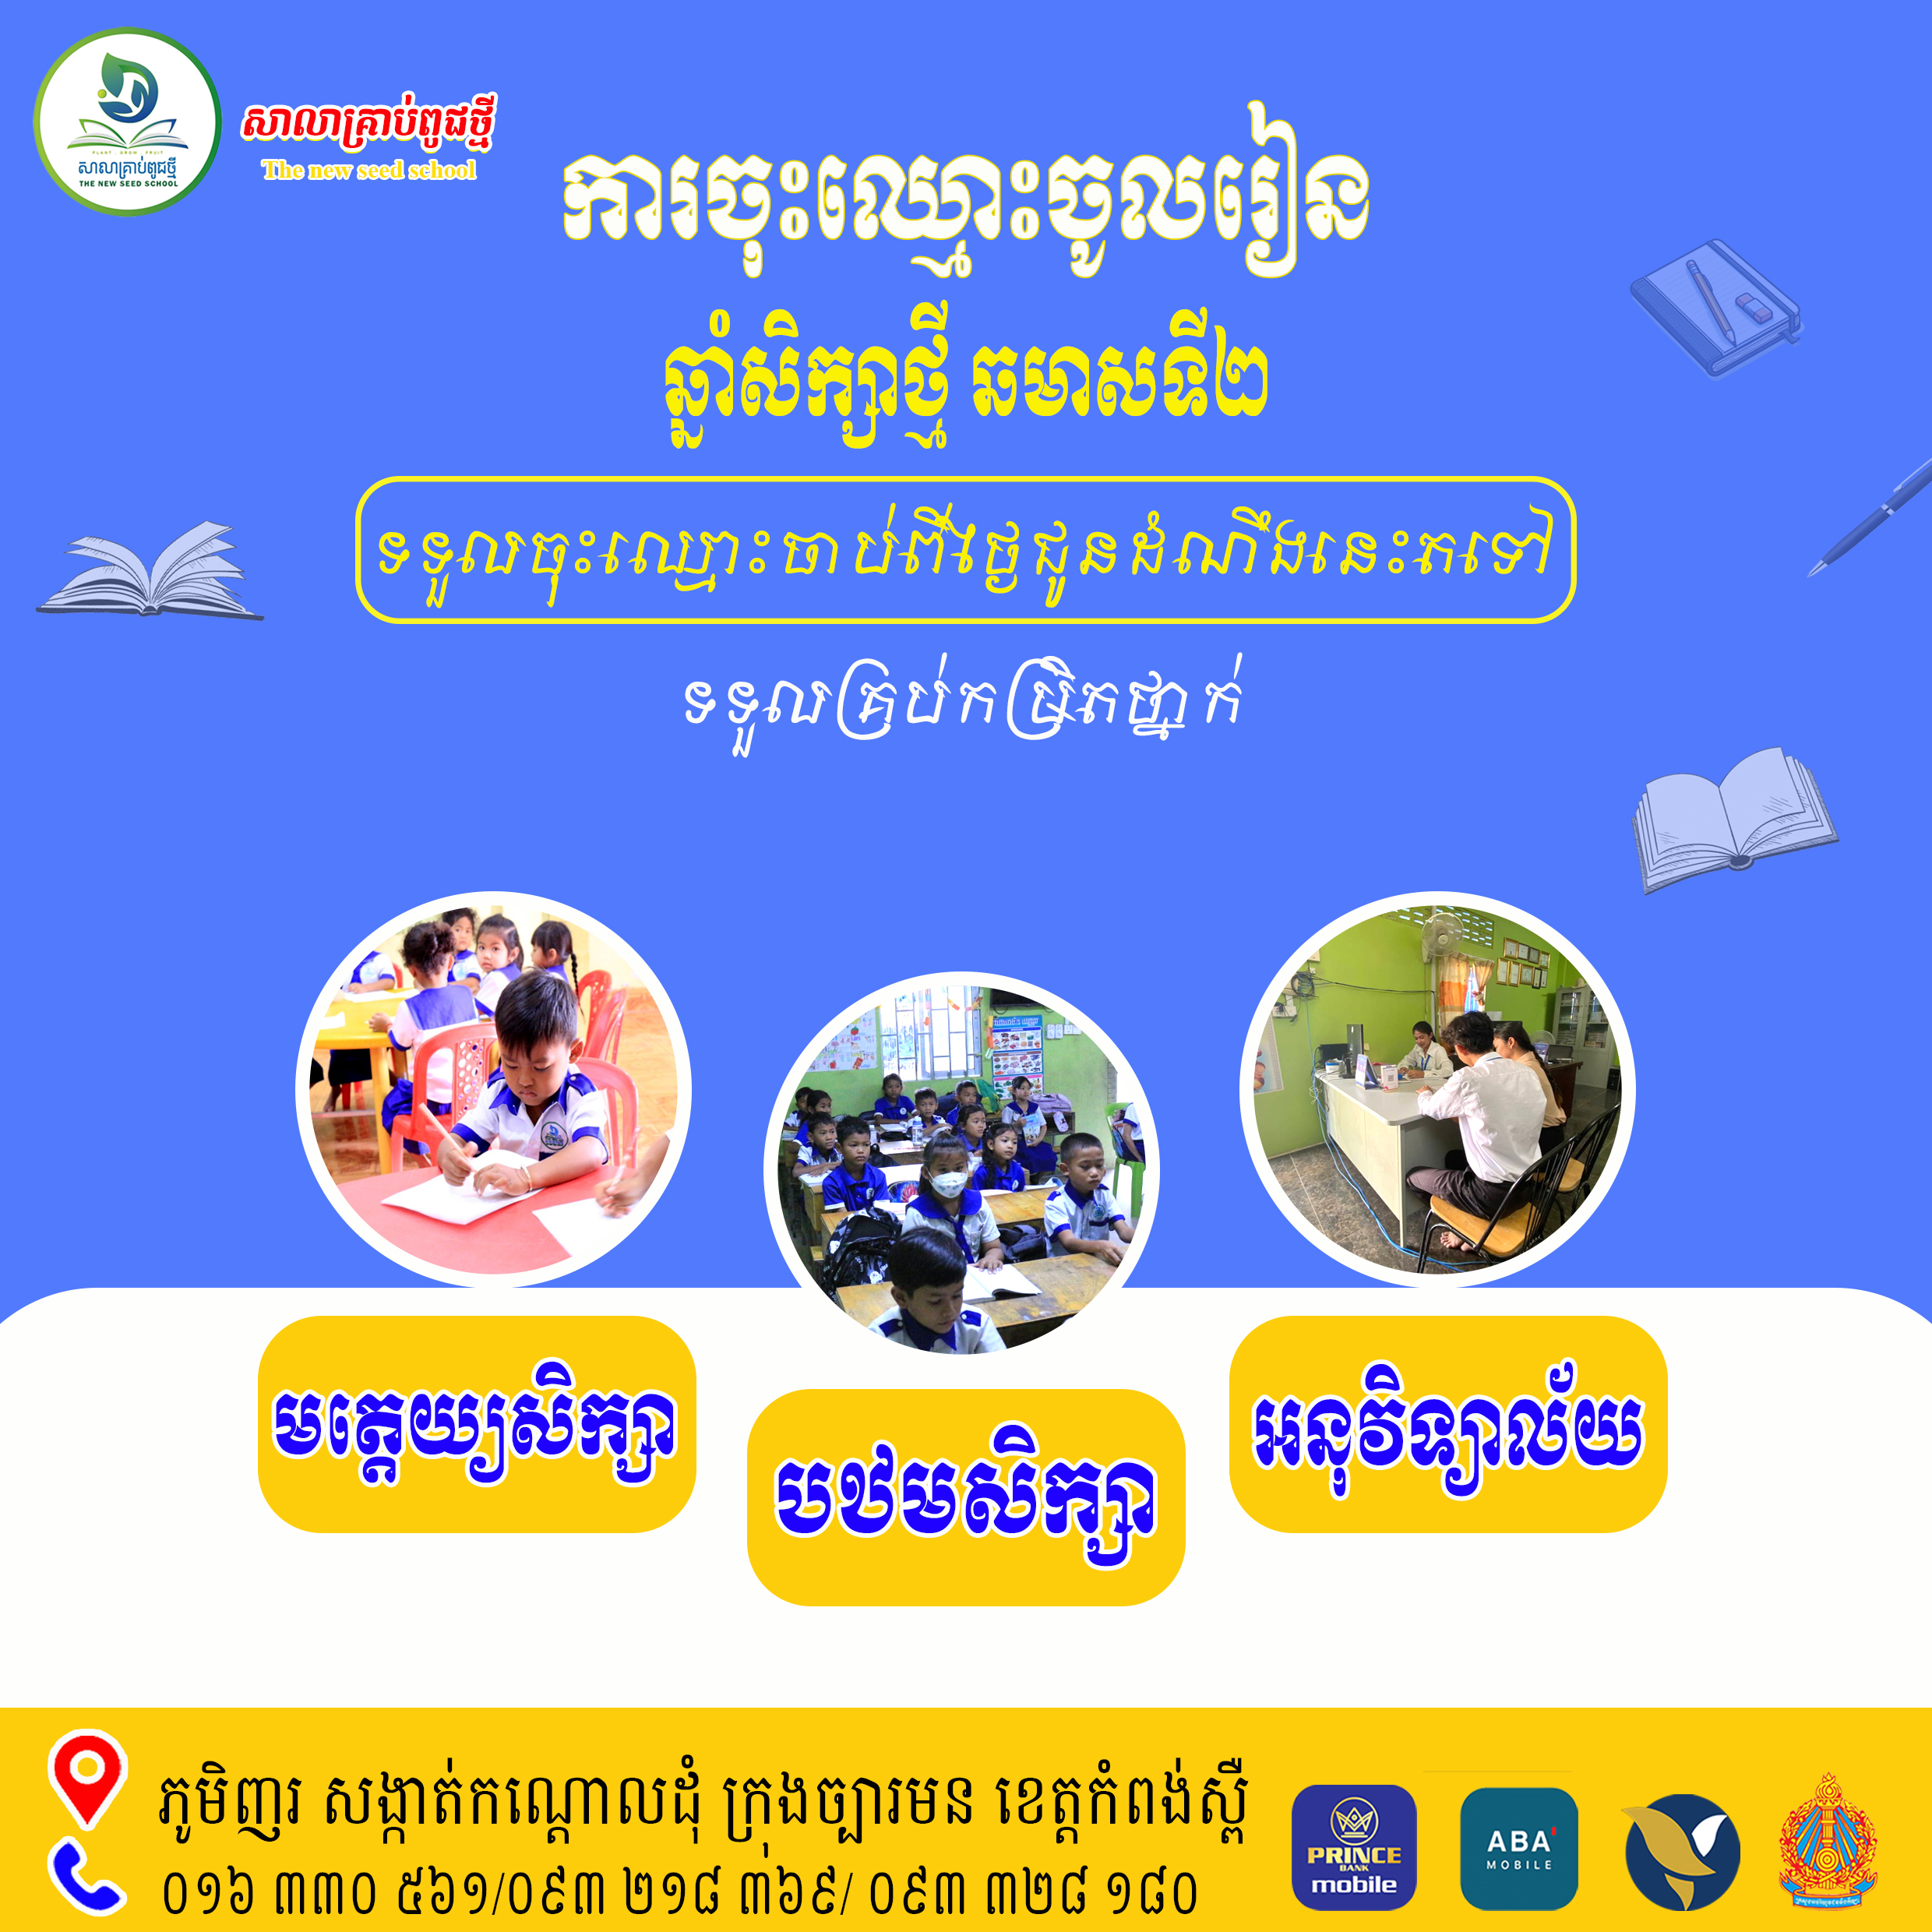 PLANT GROW FRUIT
សាលាគ្រាប់ពូជថ្មី
THE NEW SEED SCHOOL
សាលាគ្រាប់ពូជថ្មី
The new seed school
ការចុះឈ្មោះចូលរៀន
ឆ្នាំសិក្សាថ្មី ឆមាសទី២
ទទួលចុះឈ្មោះចាប់ពីថ្ងៃជូនដំណឹងនេះតទៅ
ទទួលគ្រប់កម្រិតថ្នាក់
មត្តេយ្យសិក្សា
បឋមសិក្សា
អនុវិទ្យាល័យ
ភូមិញរ សង្កាត់កណ្តោលដុំ ក្រុងច្បារមន ខេត្តកំពង់ស្ពឺ
០១៦ ៣៣០ ៥៦១/០៩៣ ២១៨ ៣៦៩/ ០៩៣ ៣២៨ ១៨០
PRINCE
BANK
mobile
ABA'
MOBILE